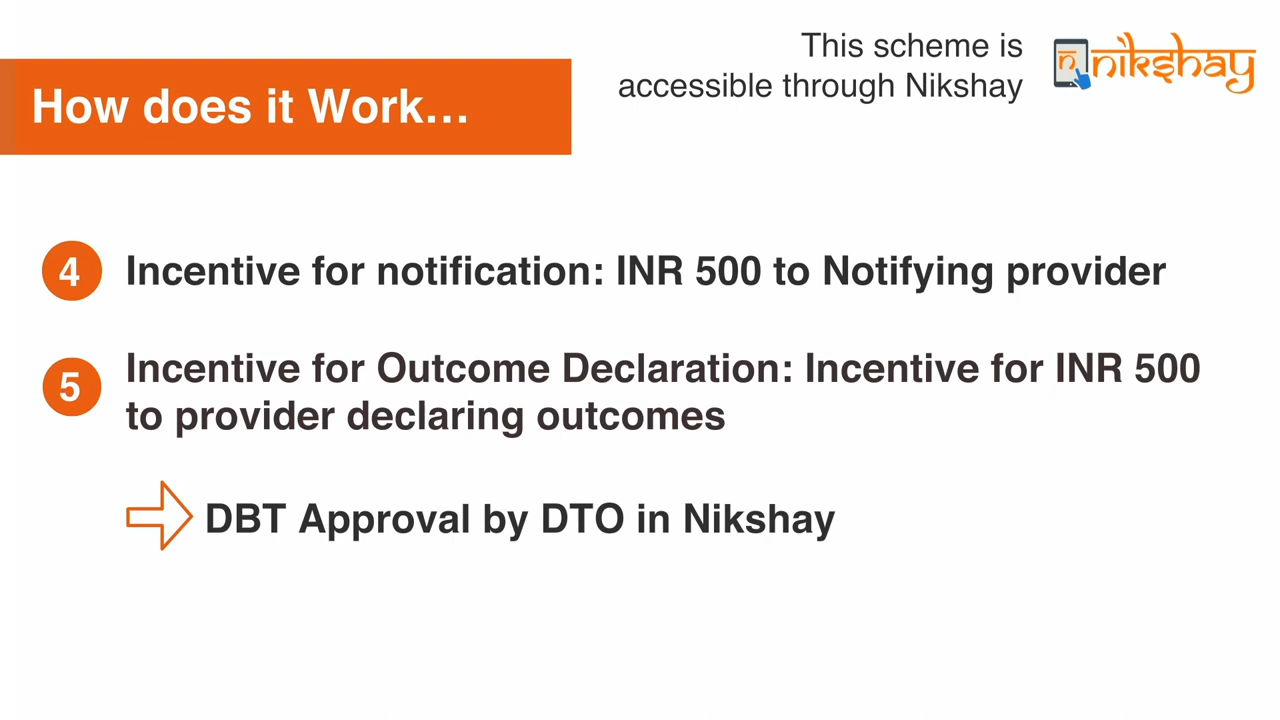 This scheme is
accessible through Nikshay
n nikshay
How does it Work...
4 Incentive for notification: INR 500 to Notifying provider
5 Incentive for Outcome Declaration: Incentive for INR 500
to provider declaring outcomes
DBT Approval by DTO in Nikshay